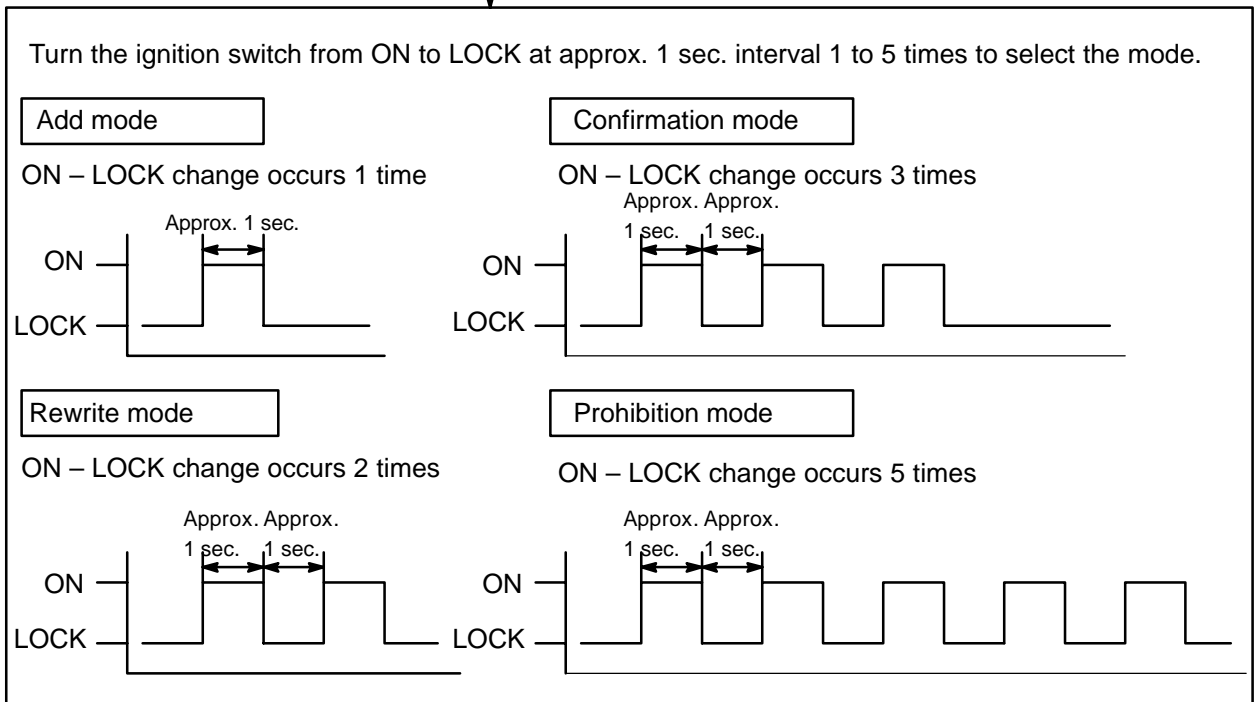 Turn the ignition switch from ON to LOCK at approx. 1 sec. interval 1 to 5 times to select the mode.
Add mode
ON – LOCK change occurs 1 time
Approx. 1 sec.
ON
LOCK
Confirmation mode
ON – LOCK change occurs 3 times
Approx. Approx.
1 sec. 1 sec.
ON
LOCK
Rewrite mode
ON – LOCK change occurs 2 times
Approx. Approx.
1 sec. 1 sec.
ON
LOCK
Prohibition mode
ON – LOCK change occurs 5 times
Approx. Approx.
1 sec. 1 sec.
ON
LOCK